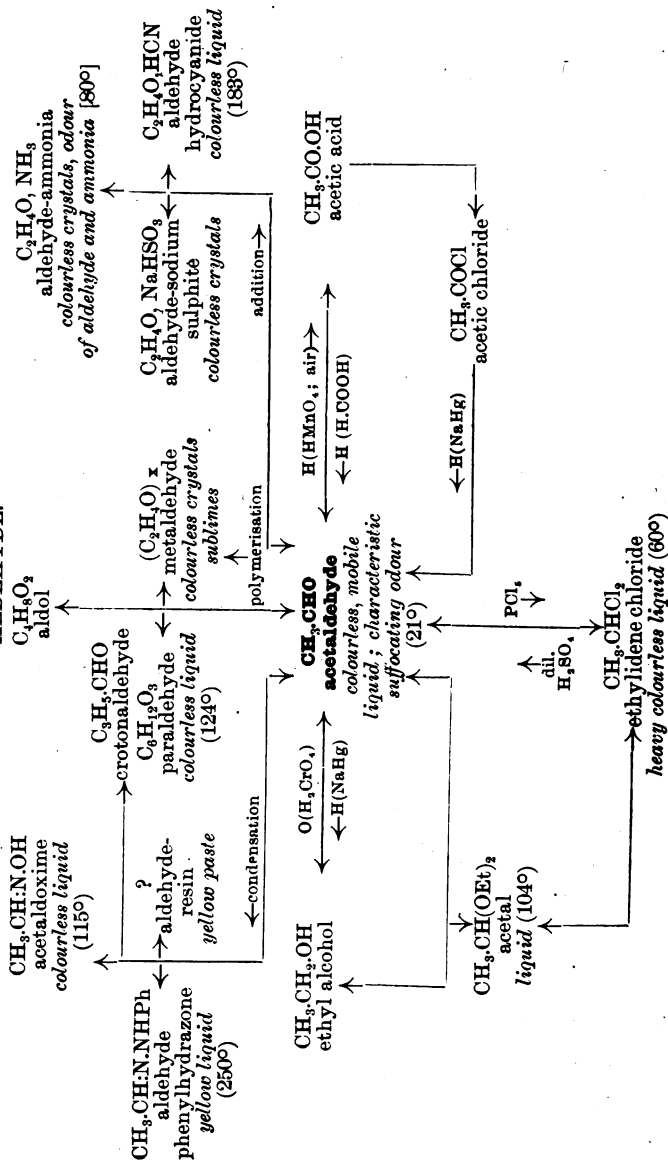 CH₃.CH:N.OH
acetaldoxime
colourless liquid
(115°)
C₄H₈O₂
aldol
C₂H₄O, NH₃
aldehyde-ammonia
colourless crystals, odour
of aldehyde and ammonia [80°]
C₃H₅.CHO
crotonaldehyde
CH₃.CH:N.NHPh
aldehyde
phenylhydrazone
yellow liquid
(250°)
?
aldehyde-
resin
yellow paste
C₆H₁₂O₃
paraldehyde
colourless liquid
(124°)
(C₂H₄O) x
metaldehyde
colourless crystals
sublimes
C₂H₄O, NaHSO₃
aldehyde-sodium
sulphite
colourless crystals
C₂H₄O,HCN
aldehyde
hydrocyanide
colourless liquid
(183°)
←condensation
polymerisation
addition→
CH₃.CH₂.OH
ethyl alcohol
O(H₂CrO₄)
←H(NaHg)
CH₃.CHO
acetaldehyde
colourless, mobile
liquid; characteristic
suffocating odour
(21°)
H(HMnO₄; air)→
←H (H.COOH)
CH₃.CO.OH
acetic acid
←H(NaHg)
CH₃.COCl
acetic chloride
CH₃.CH(OEt)₂
acetal
liquid (104°)
dil.
H₂SO₄
PCl₅
CH₃.CHCl₂
ethylidene chloride
heavy colourless liquid (60°)